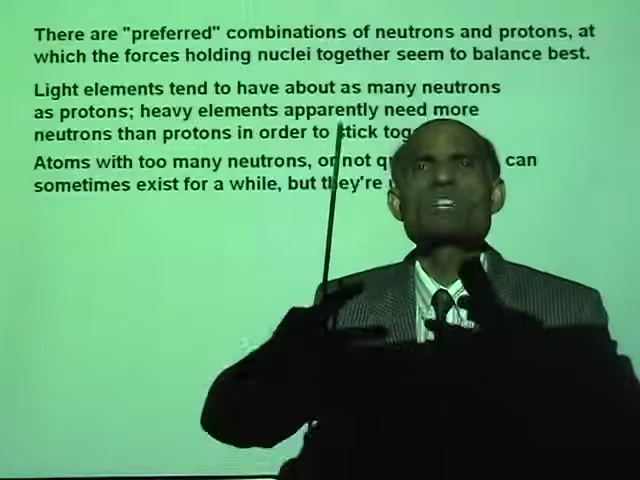 There are "preferred" combinations of neutrons and protons, at
which the forces holding nuclei together seem to balance best.
Light elements tend to have about as many neutrons
as protons; heavy elements apparently need more
neutrons than protons in order to stick
Atoms with too many neutrons, or not can
sometimes exist for a while, but they're